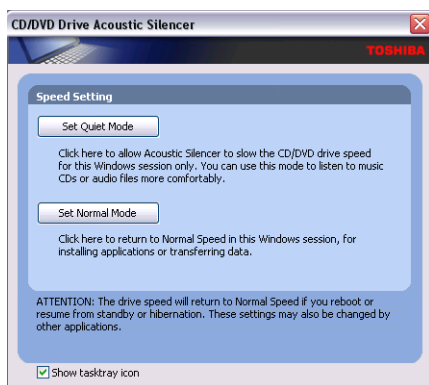 CD/DVD Drive Acoustic Silencer
TOSHIBA
Speed Setting
Set Quiet Mode
Click here to allow Acoustic Silencer to slow the CD/DVD drive speed
for this Windows session only. You can use this mode to listen to music
CDs or audio files more comfortably.
Set Normal Mode
Click here to return to Normal Speed in this Windows session, for
installing applications or transferring data.
ATTENTION: The drive speed will return to Normal Speed if you reboot or
resume from standby or hibernation. These settings may also be changed by
other applications.
Show tasktray icon